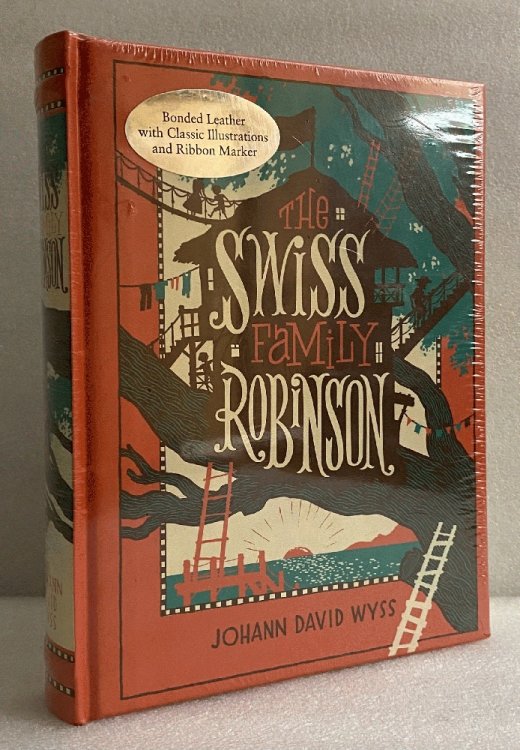 Bonded Leather
with Classic Illustrations
and Ribbon Marker
THE
SWiSS
FaMiLY
ROBiNSON
JOHANN DAVID WYSS